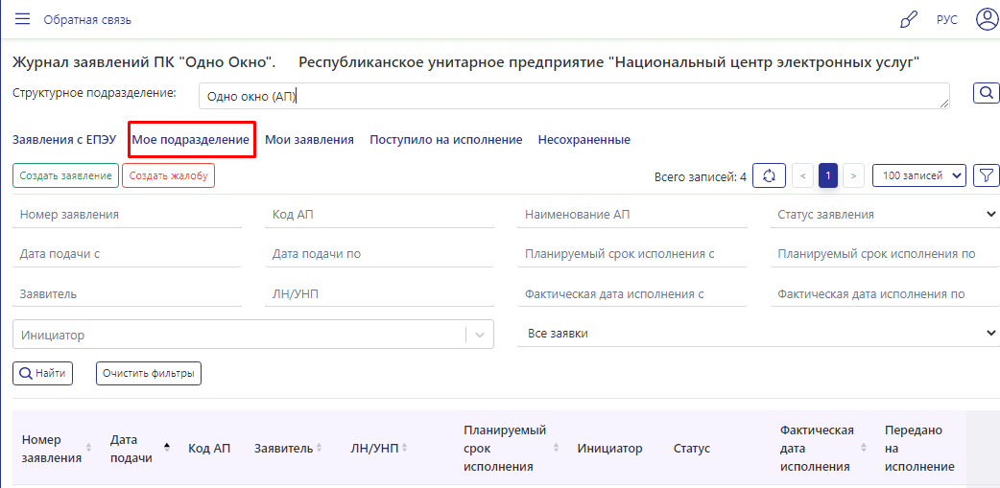 Обратная связь РУС
Журнал заявлений ПК "Одно Окно". Республиканское унитарное предприятие "Национальный центр электронных услуг"
Структурное подразделение: Одно окно (АП)
Заявления с ЕПЭУ Мое подразделение Мои заявления Поступило на исполнение Несохраненные
Создать заявление Создать жалобу Всего записей: 4 < 1 > 100 записей
Номер заявления Код АП Наименование АП Статус заявления
Дата подачи с Дата подачи по Планируемый срок исполнения с Планируемый срок исполнения по
Заявитель ЛН/УНП Фактическая дата исполнения с Фактическая дата исполнения по
Инициатор Все заявки
Найти Очистить фильтры
Номер заявления Дата подачи Код АП Заявитель ЛН/УНП Планируемый срок исполнения Инициатор Статус Фактическая дата исполнения Передано на исполнение